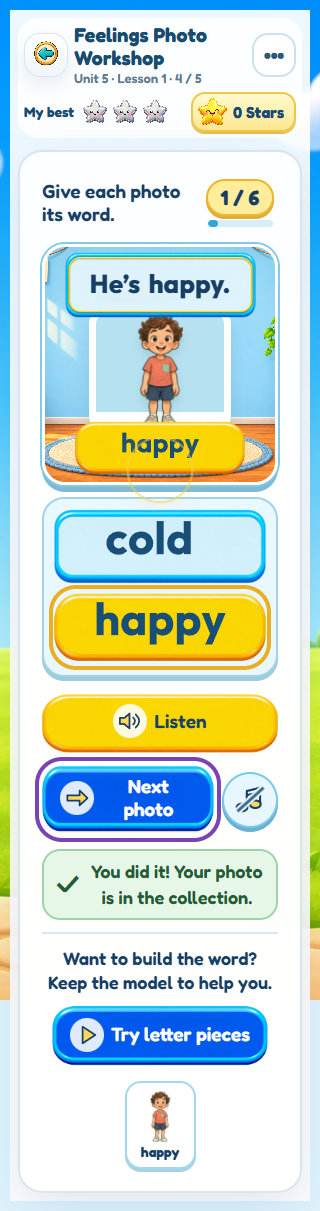 Feelings Photo
Workshop
Unit 5 · Lesson 1 · 4 / 5
My best
0 Stars
Give each photo
its word.
1 / 6
He's happy.
happy
cold
happy
Listen
Next
photo
You did it! Your photo
is in the collection.
Want to build the word?
Keep the model to help you.
Try letter pieces
happy